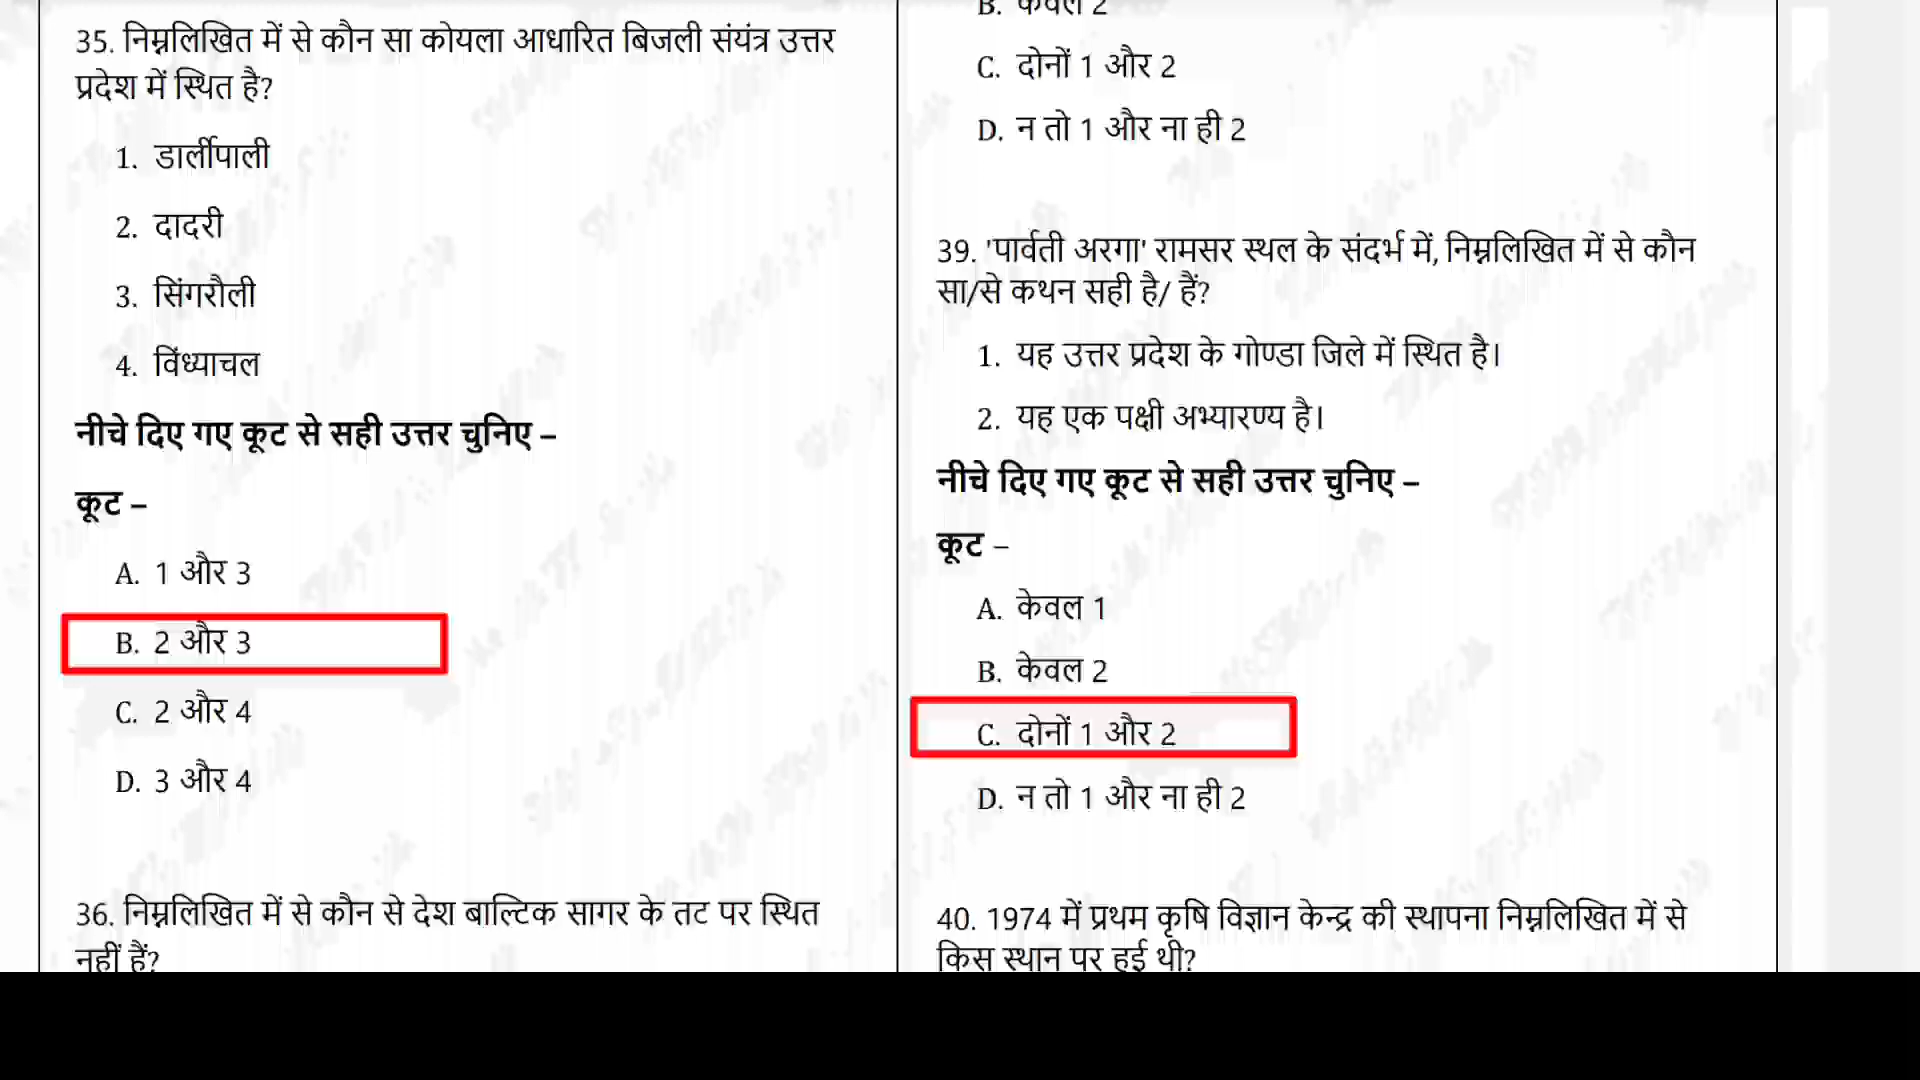 35. निम्नलिखित में से कौन सा कोयला आधारित बिजली संयंत्र उत्तर
प्रदेश में स्थित है?
1. डार्लीपाली
2. दादरी
3. सिंगरौली
4. विंध्याचल
नीचे दिए गए कूट से सही उत्तर चुनिए –
कूट –
A. 1 और 3
B. 2 और 3
C. 2 और 4
D. 3 और 4
36. निम्नलिखित में से कौन से देश बाल्टिक सागर के तट पर स्थित
नहीं हैं?
B. केवल 2
C. दोनों 1 और 2
D. न तो 1 और ना ही 2
39. 'पार्वती अरगा' रामसर स्थल के संदर्भ में, निम्नलिखित में से कौन
सा/से कथन सही है/ हैं?
1. यह उत्तर प्रदेश के गोण्डा जिले में स्थित है।
2. यह एक पक्षी अभ्यारण्य है।
नीचे दिए गए कूट से सही उत्तर चुनिए –
कूट –
A. केवल 1
B. केवल 2
C. दोनों 1 और 2
D. न तो 1 और ना ही 2
40. 1974 में प्रथम कृषि विज्ञान केन्द्र की स्थापना निम्नलिखित में से
किस स्थान पर हुई थी?